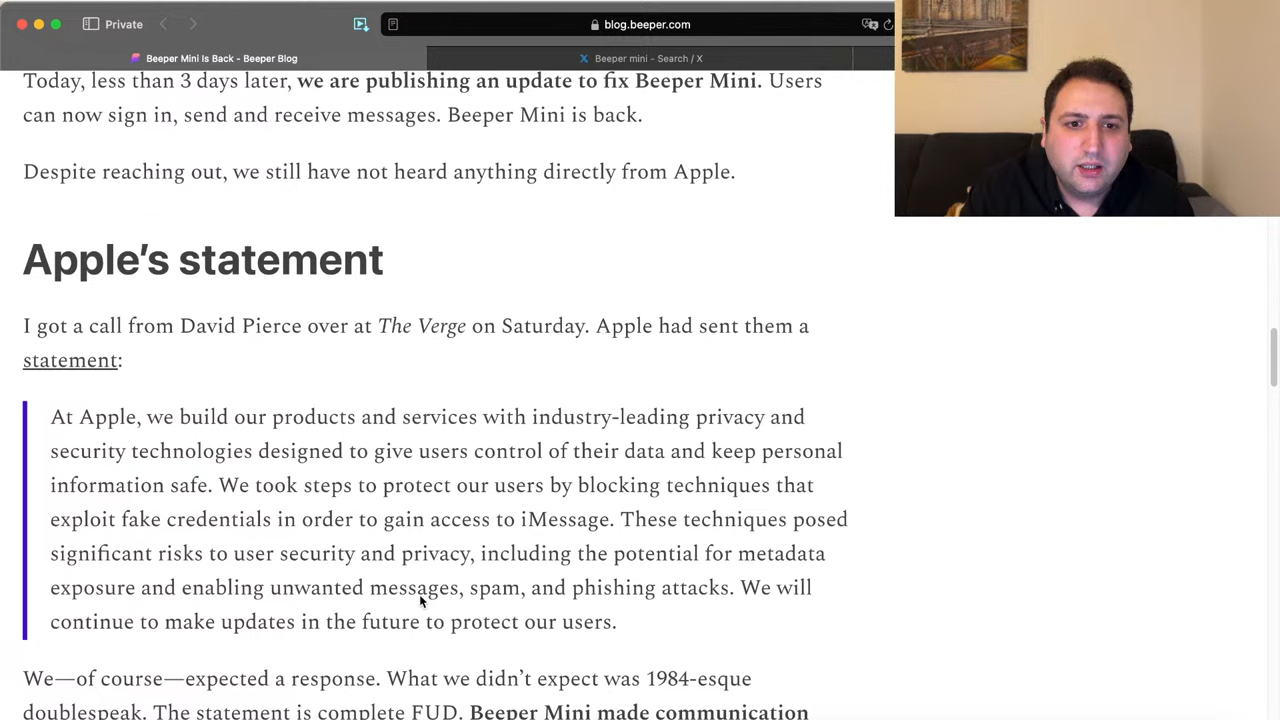 Private
blog.beeper.com
Beeper Mini Is Back - Beeper Blog
Beeper mini - Search / X
Today, less than 3 days later, we are publishing an update to fix Beeper Mini. Users
can now sign in, send and receive messages. Beeper Mini is back.
Despite reaching out, we still have not heard anything directly from Apple.
Apple’s statement
I got a call from David Pierce over at The Verge on Saturday. Apple had sent them a
statement:
At Apple, we build our products and services with industry-leading privacy and
security technologies designed to give users control of their data and keep personal
information safe. We took steps to protect our users by blocking techniques that
exploit fake credentials in order to gain access to iMessage. These techniques posed
significant risks to user security and privacy, including the potential for metadata
exposure and enabling unwanted messages, spam, and phishing attacks. We will
continue to make updates in the future to protect our users.
We—of course—expected a response. What we didn’t expect was 1984-esque
doublespeak. The statement is complete FUD. Beeper Mini made communication